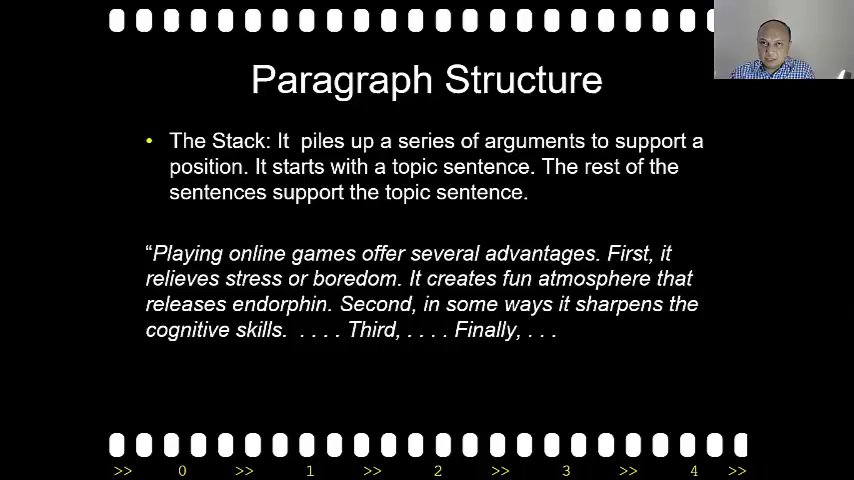 Paragraph Structure
• The Stack: It piles up a series of arguments to support a
position. It starts with a topic sentence. The rest of the
sentences support the topic sentence.
“Playing online games offer several advantages. First, it
relieves stress or boredom. It creates fun atmosphere that
releases endorphin. Second, in some ways it sharpens the
cognitive skills. . . . . Third, . . . . Finally, . . .
>> 0 >> 1 >> 2 >> 3 >> 4 >>